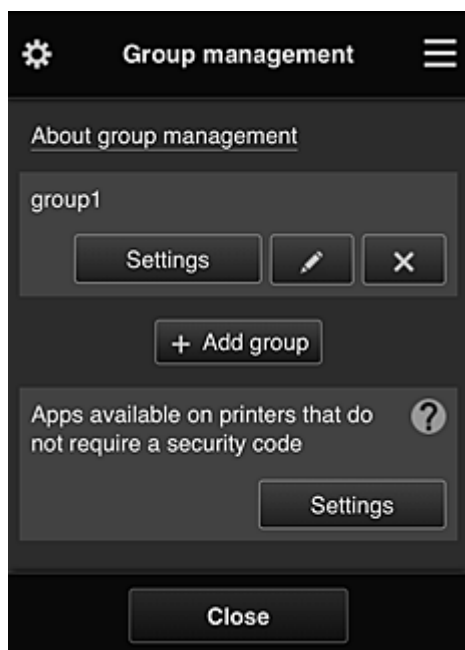 Group management
About group management
group1
Settings
+ Add group
Apps available on printers that do
not require a security code
?
Settings
Close